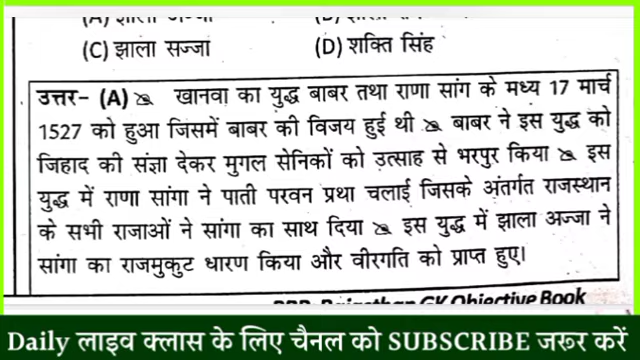 (A) झाला अज्जा
(C) झाला सज्जा (D) शक्ति सिंह
उत्तर- (A) खानवा का युद्ध बाबर तथा राणा सांग के मध्य 17 मार्च
1527 को हुआ जिसमें बाबर की विजय हुई थी बाबर ने इस युद्ध को
जिहाद की संज्ञा देकर मुगल सेनिकों को उत्साह से भरपुर किया इस
युद्ध में राणा सांगा ने पाती परवन प्रथा चलाई जिसके अंतर्गत राजस्थान
के सभी राजाओं ने सांगा का साथ दिया इस युद्ध में झाला अज्जा ने
सांगा का राजमुकुट धारण किया और वीरगति को प्राप्त हुए।
Rajasthan GK Objective Book
Daily लाइव क्लास के लिए चैनल को SUBSCRIBE जरूर करें